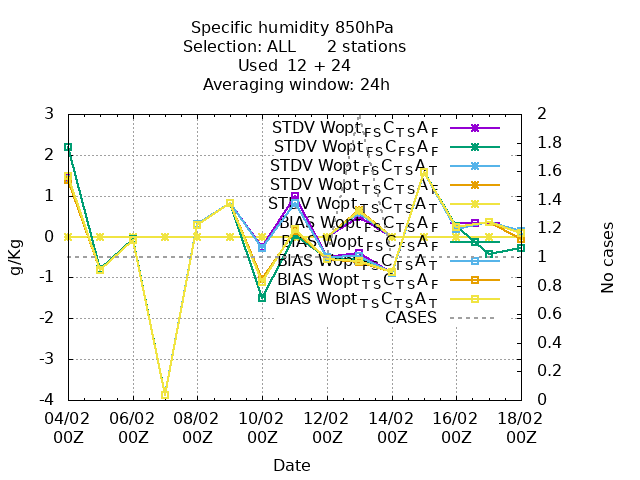 Specific humidity 850hPa
Selection: ALL 2 stations
Used 12 + 24
Averaging window: 24h
g/Kg
3
2
1
0
-1
-2
-3
-4
STDV Wopt_FS C_TS A_F
STDV Wopt_FS C_FS A_F
STDV Wopt_FS C_TS A_T
STDV Wopt_TS C_TS A_F
STDV Wopt_TS C_TS A_T
BIAS Wopt_FS C_TS A_F
BIAS Wopt_FS C_FS A_F
BIAS Wopt_FS C_TS A_T
BIAS Wopt_TS C_TS A_F
BIAS Wopt_TS C_TS A_T
CASES
2
1.8
1.6
1.4
1.2
1
0.8
0.6
0.4
0.2
0
No cases
04/02 06/02 08/02 10/02 12/02 14/02 16/02 18/02
00Z 00Z 00Z 00Z 00Z 00Z 00Z 00Z
Date